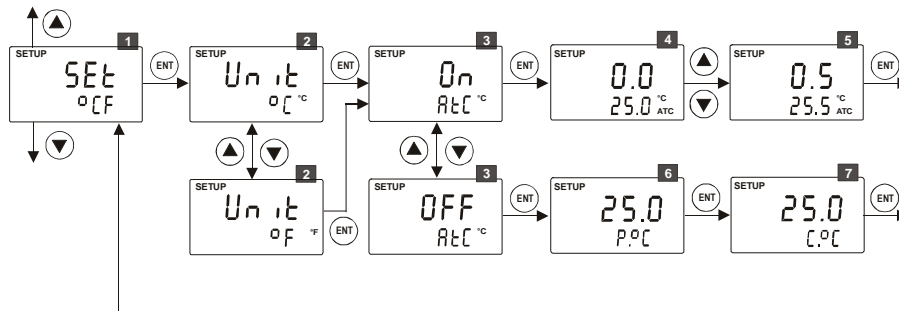 1
SETUP
SEt
°CF
ENT
2
SETUP
Unit
°C °C
ENT
3
SETUP
On
AtC °C
ENT
4
SETUP
0.0
25.0 °C ATC
5
SETUP
0.5
25.5 °C ATC
ENT
2
SETUP
Unit
°F °F
ENT
3
SETUP
OFF
AtC °C
ENT
6
SETUP
25.0
P.°C
ENT
7
SETUP
25.0
C.°C
ENT